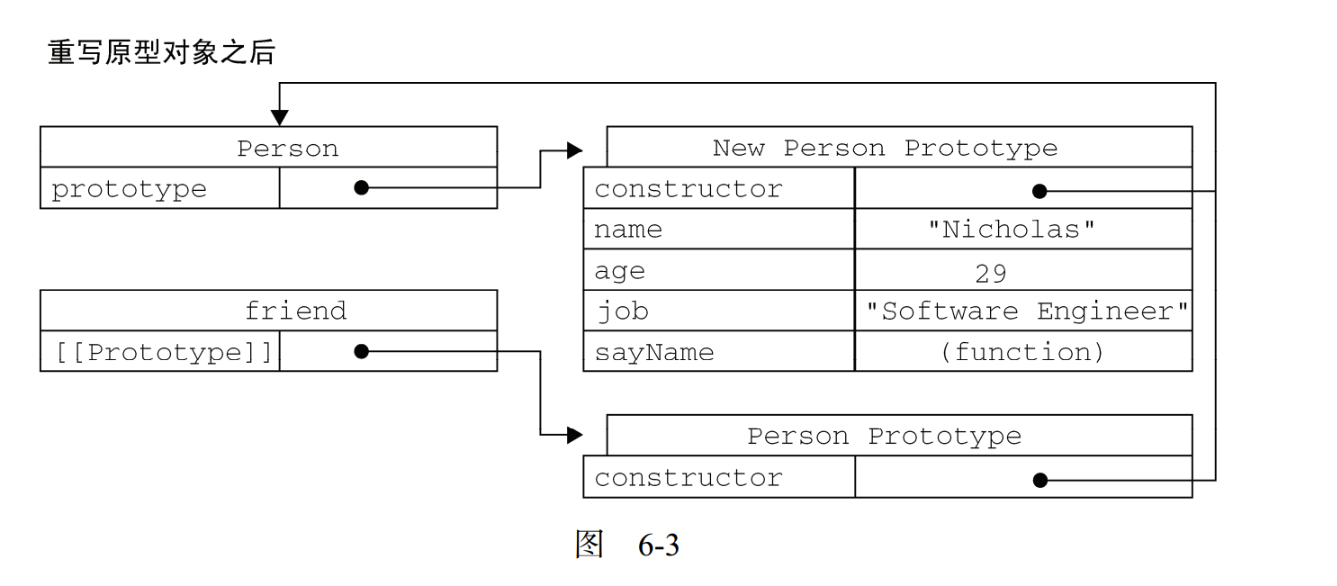 重写原型对象之后
Person
prototype
New Person Prototype
constructor
name "Nicholas"
age 29
job "Software Engineer"
sayName (function)
friend
[[Prototype]]
Person Prototype
constructor
图 6-3